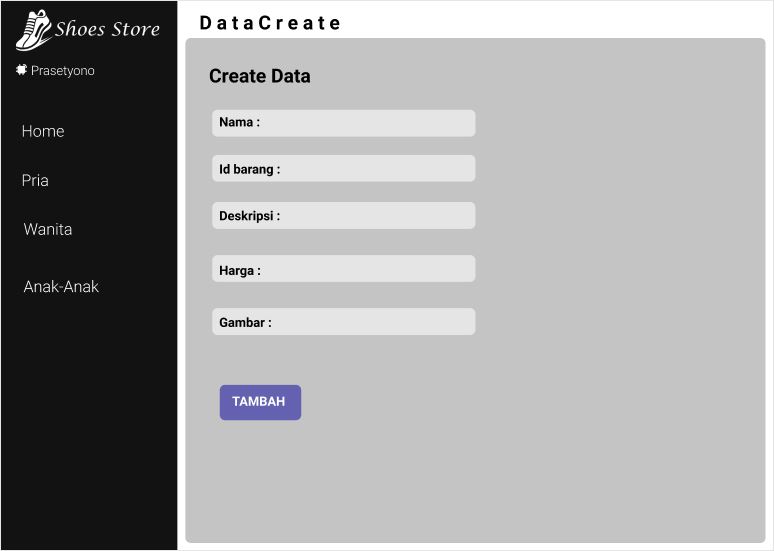 Shoes Store
Prasetyono
Home
Pria
Wanita
Anak-Anak
DataCreate
Create Data
Nama :
Id barang :
Deskripsi :
Harga :
Gambar :
TAMBAH